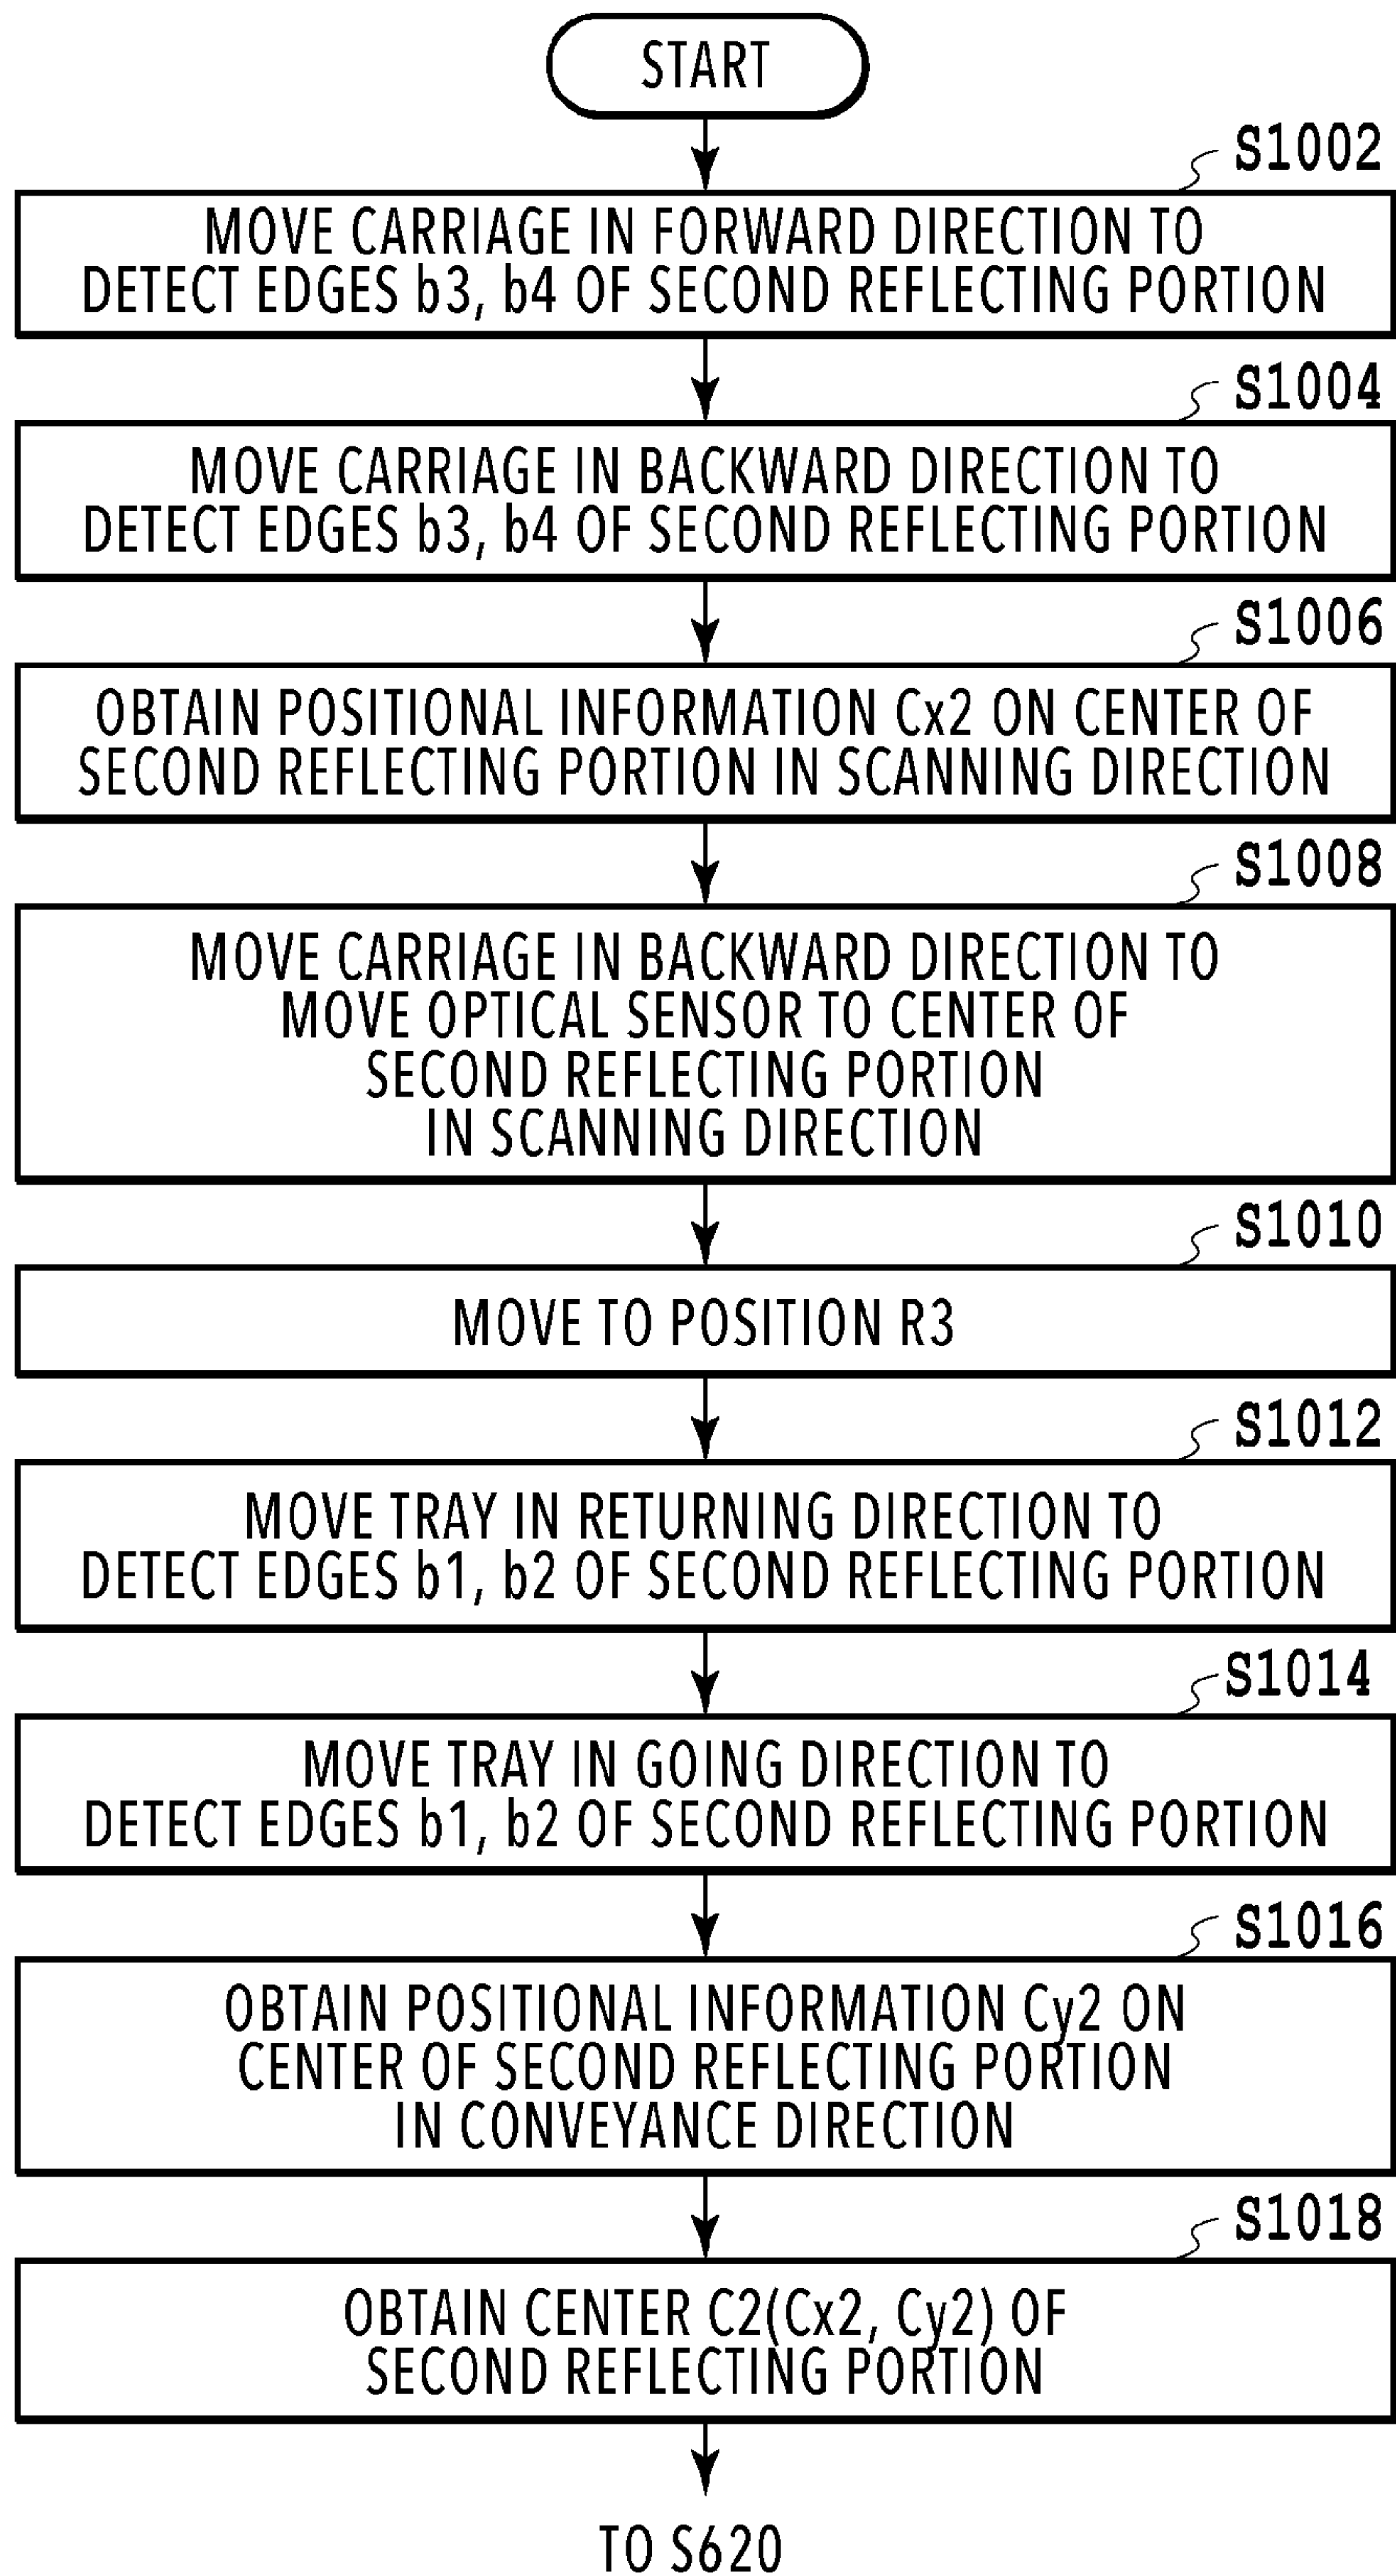 START
S1002
MOVE CARRIAGE IN FORWARD DIRECTION TO
DETECT EDGES b3, b4 OF SECOND REFLECTING PORTION
S1004
MOVE CARRIAGE IN BACKWARD DIRECTION TO
DETECT EDGES b3, b4 OF SECOND REFLECTING PORTION
S1006
OBTAIN POSITIONAL INFORMATION Cx2 ON CENTER OF
SECOND REFLECTING PORTION IN SCANNING DIRECTION
S1008
MOVE CARRIAGE IN BACKWARD DIRECTION TO
MOVE OPTICAL SENSOR TO CENTER OF
SECOND REFLECTING PORTION
IN SCANNING DIRECTION
S1010
MOVE TO POSITION R3
S1012
MOVE TRAY IN RETURNING DIRECTION TO
DETECT EDGES b1, b2 OF SECOND REFLECTING PORTION
S1014
MOVE TRAY IN GOING DIRECTION TO
DETECT EDGES b1, b2 OF SECOND REFLECTING PORTION
S1016
OBTAIN POSITIONAL INFORMATION Cy2 ON
CENTER OF SECOND REFLECTING PORTION
IN CONVEYANCE DIRECTION
S1018
OBTAIN CENTER C2(Cx2, Cy2) OF
SECOND REFLECTING PORTION
TO S620